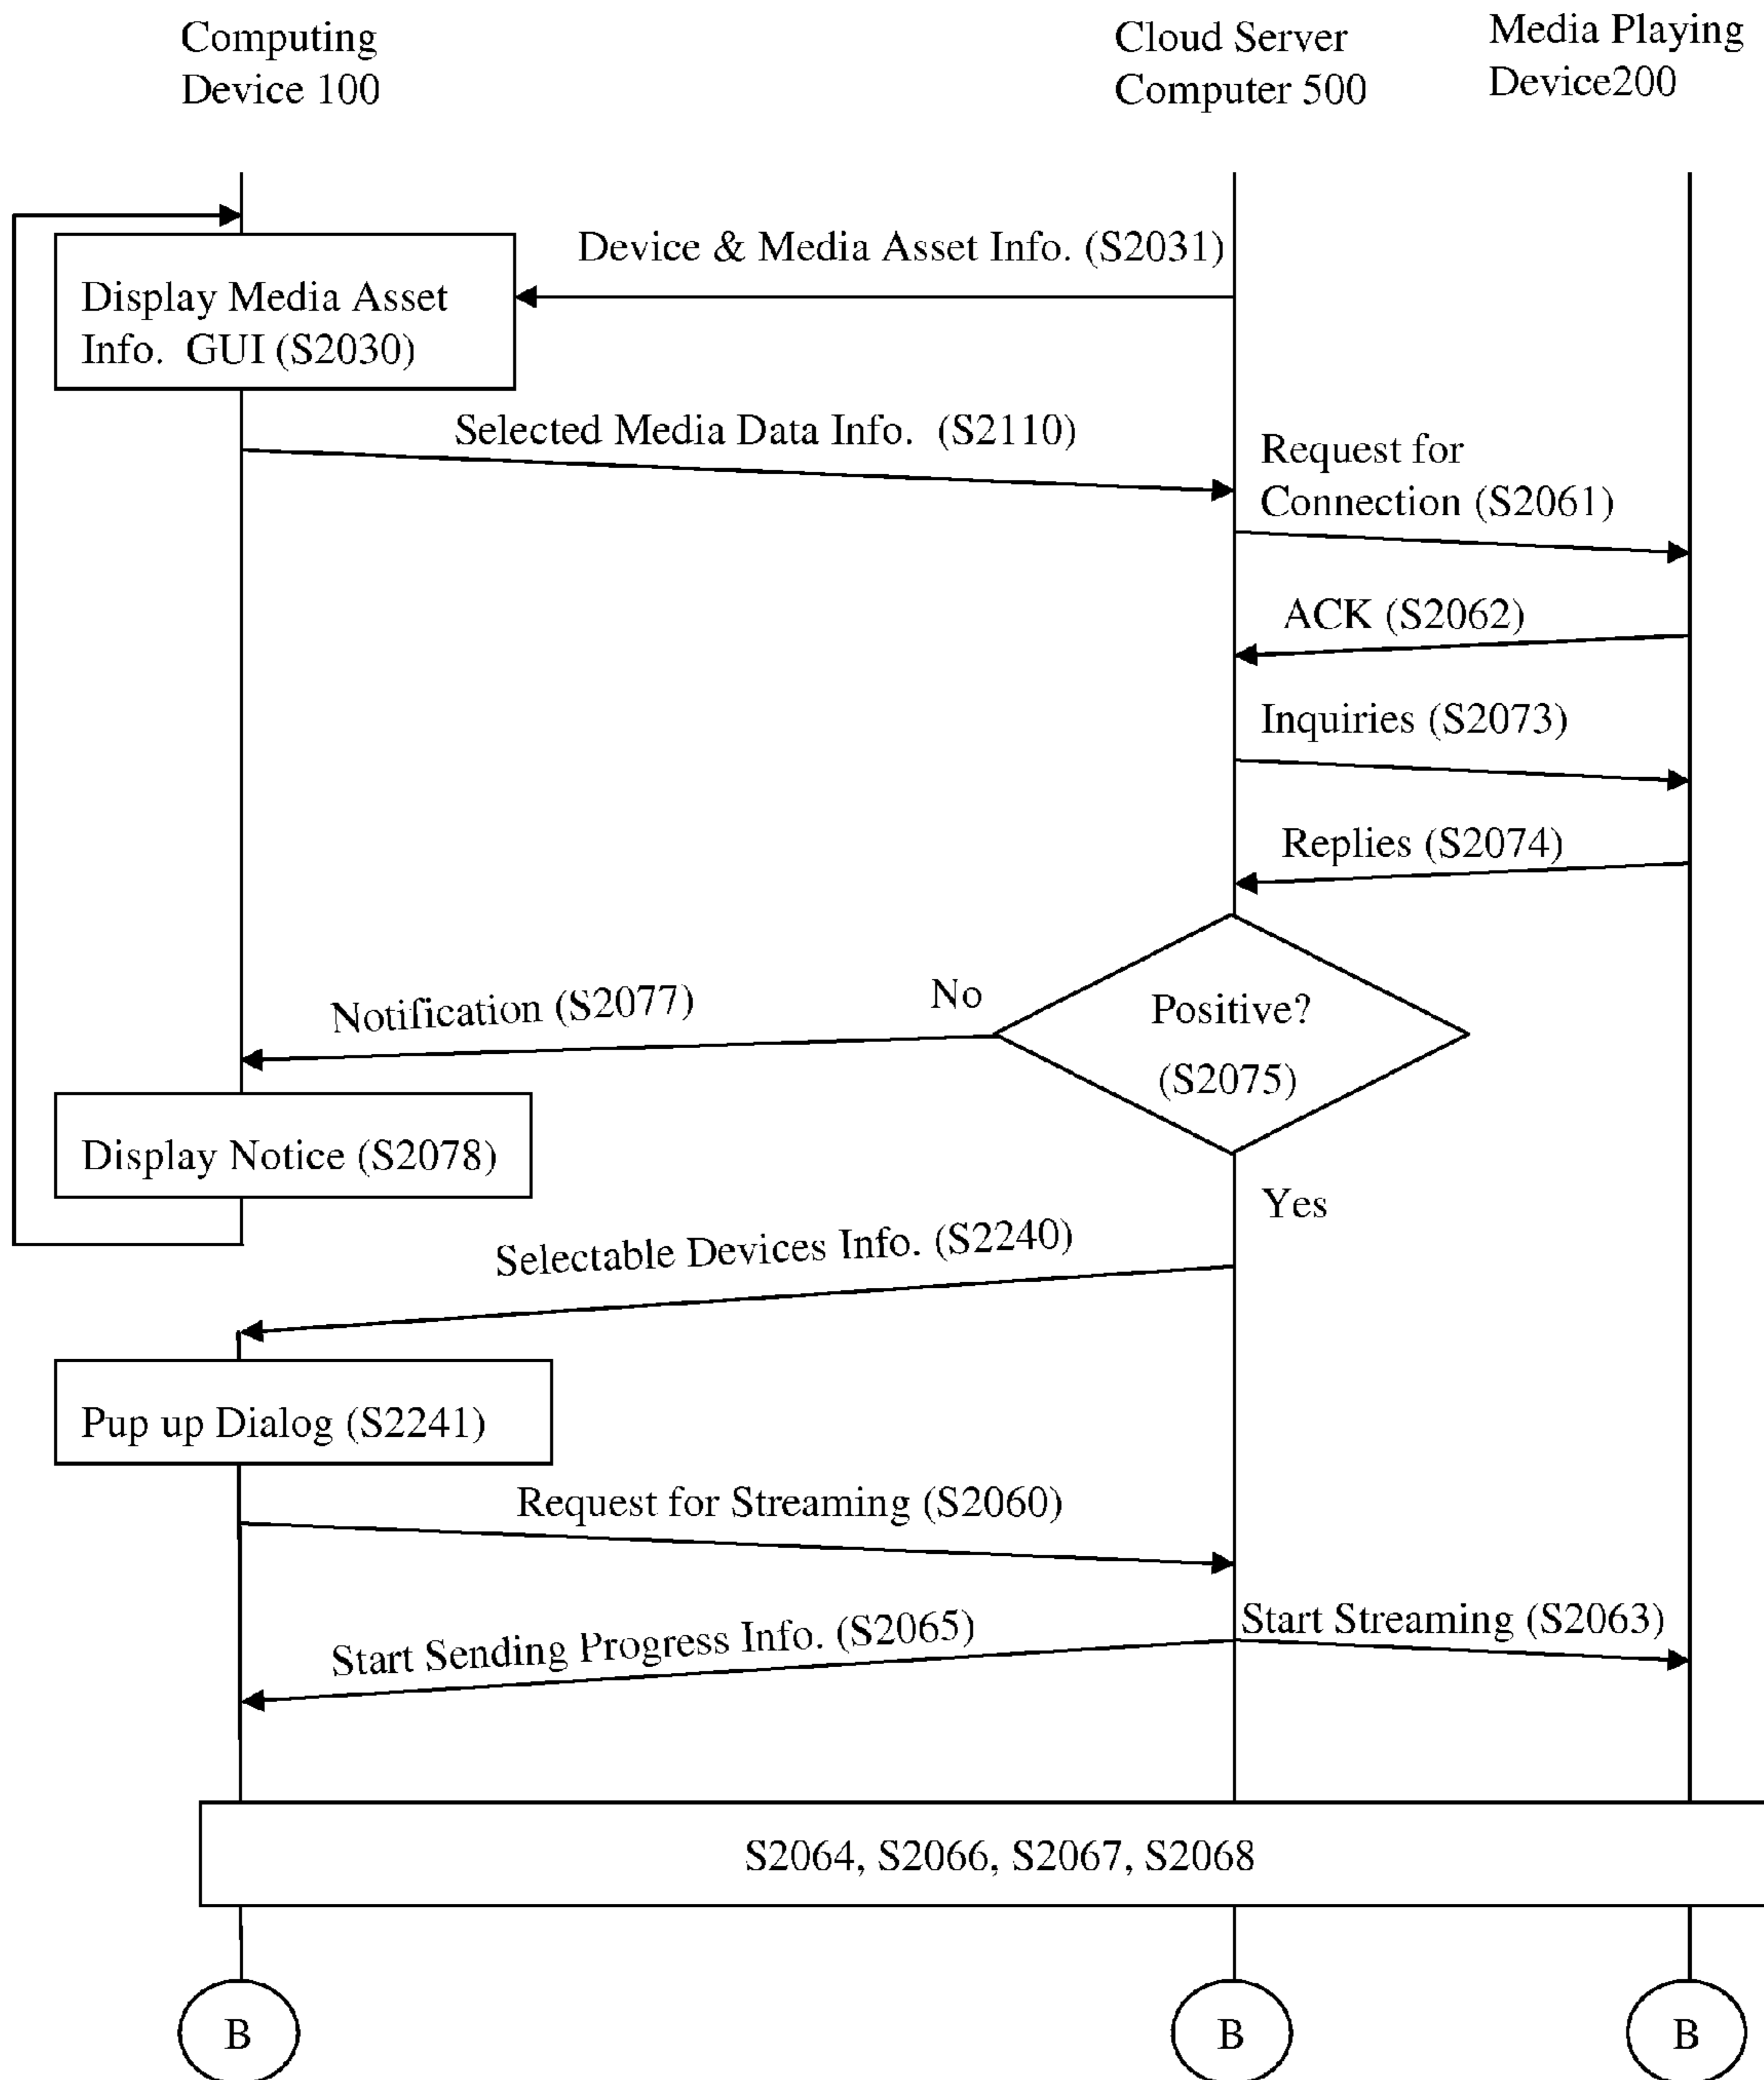 Computing
Device 100
Cloud Server
Computer 500
Media Playing
Device200
Device & Media Asset Info. (S2031)
Display Media Asset
Info.  GUI (S2030)
Selected Media Data Info.  (S2110)
Request for
Connection (S2061)
ACK (S2062)
Inquiries (S2073)
Replies (S2074)
Notification (S2077)
No
Positive?
(S2075)
Display Notice (S2078)
Yes
Selectable Devices Info. (S2240)
Pup up Dialog (S2241)
Request for Streaming (S2060)
Start Sending Progress Info. (S2065)
Start Streaming (S2063)
S2064, S2066, S2067, S2068
B
B
B